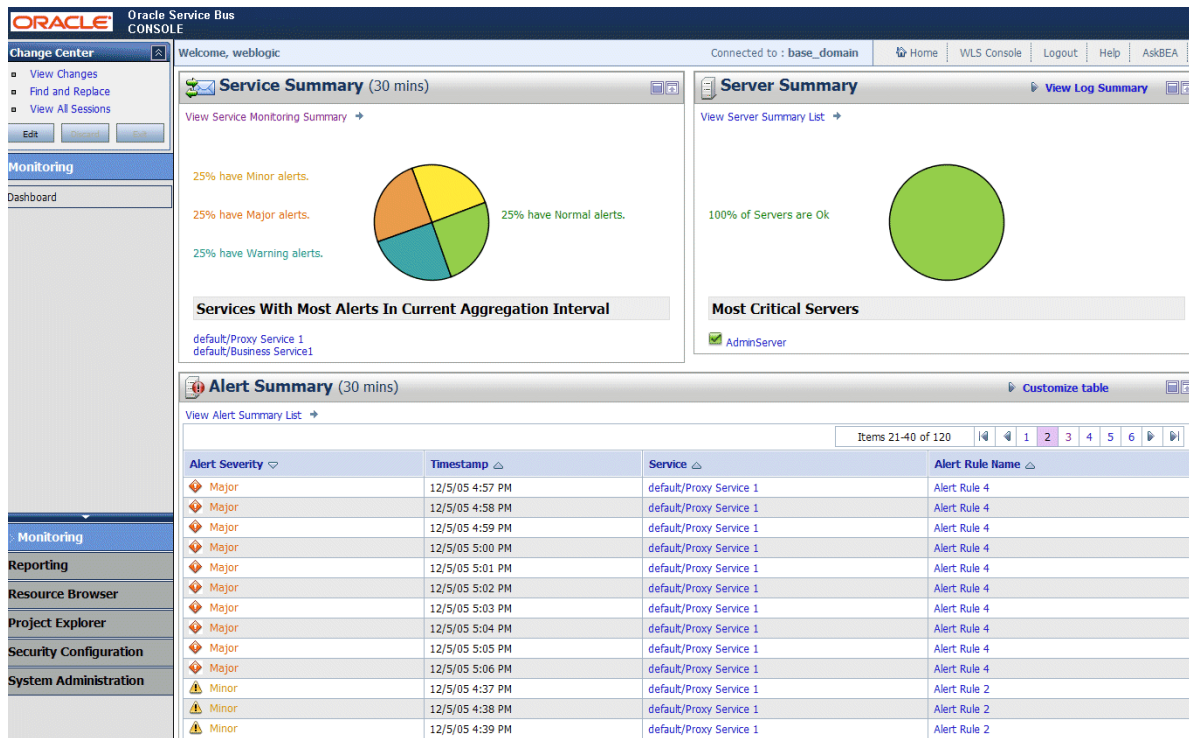 ORACLE Oracle Service Bus
CONSOLE
Change Center
View Changes
Find and Replace
View All Sessions
Edit Discard Exit
Monitoring
Dashboard
Monitoring
Reporting
Resource Browser
Project Explorer
Security Configuration
System Administration
Welcome, weblogic Connected to : base_domain Home WLS Console Logout Help AskBEA
Service Summary (30 mins)
View Service Monitoring Summary
25% have Minor alerts.
25% have Major alerts.
25% have Normal alerts.
25% have Warning alerts.
Services With Most Alerts In Current Aggregation Interval
default/Proxy Service 1
default/Business Service1
Server Summary View Log Summary
View Server Summary List
100% of Servers are Ok
Most Critical Servers
AdminServer
Alert Summary (30 mins) Customize table
View Alert Summary List
Items 21-40 of 120 1 2 3 4 5 6
Alert Severity Timestamp Service Alert Rule Name
Major 12/5/05 4:57 PM default/Proxy Service 1 Alert Rule 4
Major 12/5/05 4:58 PM default/Proxy Service 1 Alert Rule 4
Major 12/5/05 4:59 PM default/Proxy Service 1 Alert Rule 4
Major 12/5/05 5:00 PM default/Proxy Service 1 Alert Rule 4
Major 12/5/05 5:01 PM default/Proxy Service 1 Alert Rule 4
Major 12/5/05 5:02 PM default/Proxy Service 1 Alert Rule 4
Major 12/5/05 5:03 PM default/Proxy Service 1 Alert Rule 4
Major 12/5/05 5:04 PM default/Proxy Service 1 Alert Rule 4
Major 12/5/05 5:05 PM default/Proxy Service 1 Alert Rule 4
Major 12/5/05 5:06 PM default/Proxy Service 1 Alert Rule 4
Minor 12/5/05 4:37 PM default/Proxy Service 1 Alert Rule 2
Minor 12/5/05 4:38 PM default/Proxy Service 1 Alert Rule 2
Minor 12/5/05 4:39 PM default/Proxy Service 1 Alert Rule 2